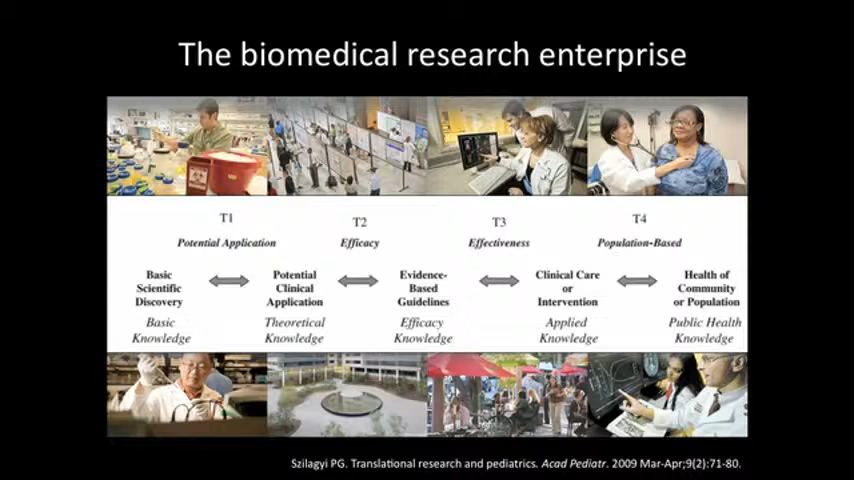 The biomedical research enterprise
T1 T2 T3 T4
Potential Application Efficacy Effectiveness Population-Based
Basic Scientific Discovery
Potential Clinical Application
Evidence-Based Guidelines
Clinical Care or Intervention
Health of Community or Population
Basic Knowledge
Theoretical Knowledge
Efficacy Knowledge
Applied Knowledge
Public Health Knowledge
Szilagyi PG. Translational research and pediatrics. Acad Pediatr. 2009 Mar-Apr;9(2):71-80.